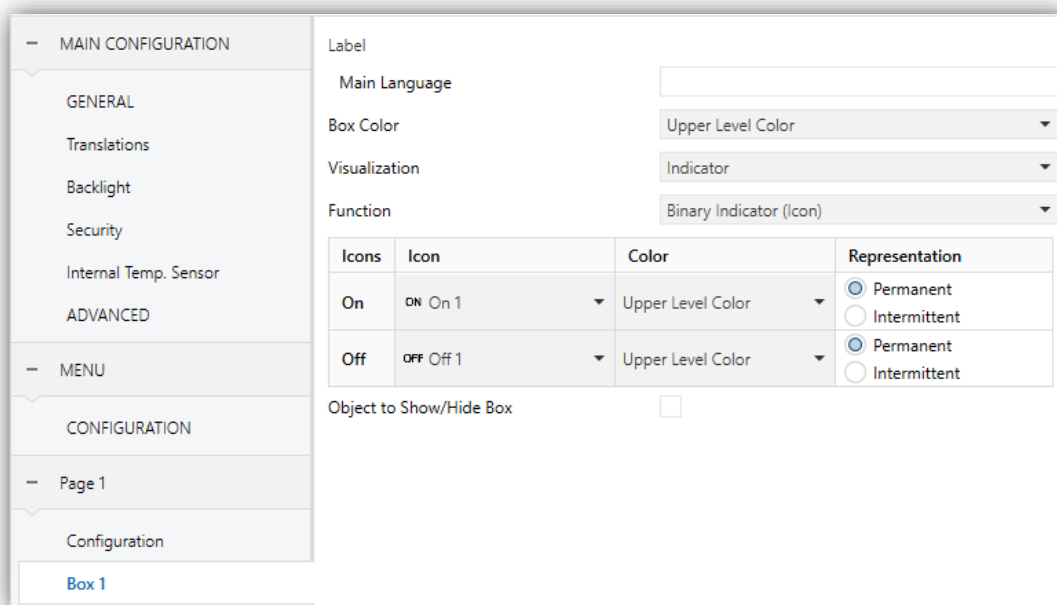 MAIN CONFIGURATION
GENERAL
Translations
Backlight
Security
Internal Temp. Sensor
ADVANCED
MENU
CONFIGURATION
Page 1
Configuration
Box 1
Label
Main Language
Box Color Upper Level Color
Visualization Indicator
Function Binary Indicator (Icon)
Icons Icon Color Representation
On ON On 1 Upper Level Color Permanent
Intermittent
Off OFF Off 1 Upper Level Color Permanent
Intermittent
Object to Show/Hide Box